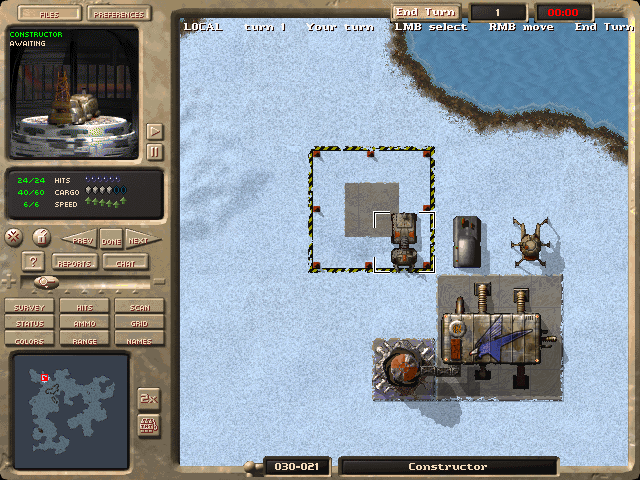 FILES PREFERENCES End Turn 1 00:00
LOCAL turn 1 Your turn LMB select RMB move End Turn
CONSTRUCTOR
AWAITING
24/24 HITS
40/60 CARGO
6/6 SPEED
PREV DONE NEXT
? REPORTS CHAT
SURVEY HITS SCAN
STATUS AMMO GRID
COLORS RANGE NAMES
2x
030-021 Constructor